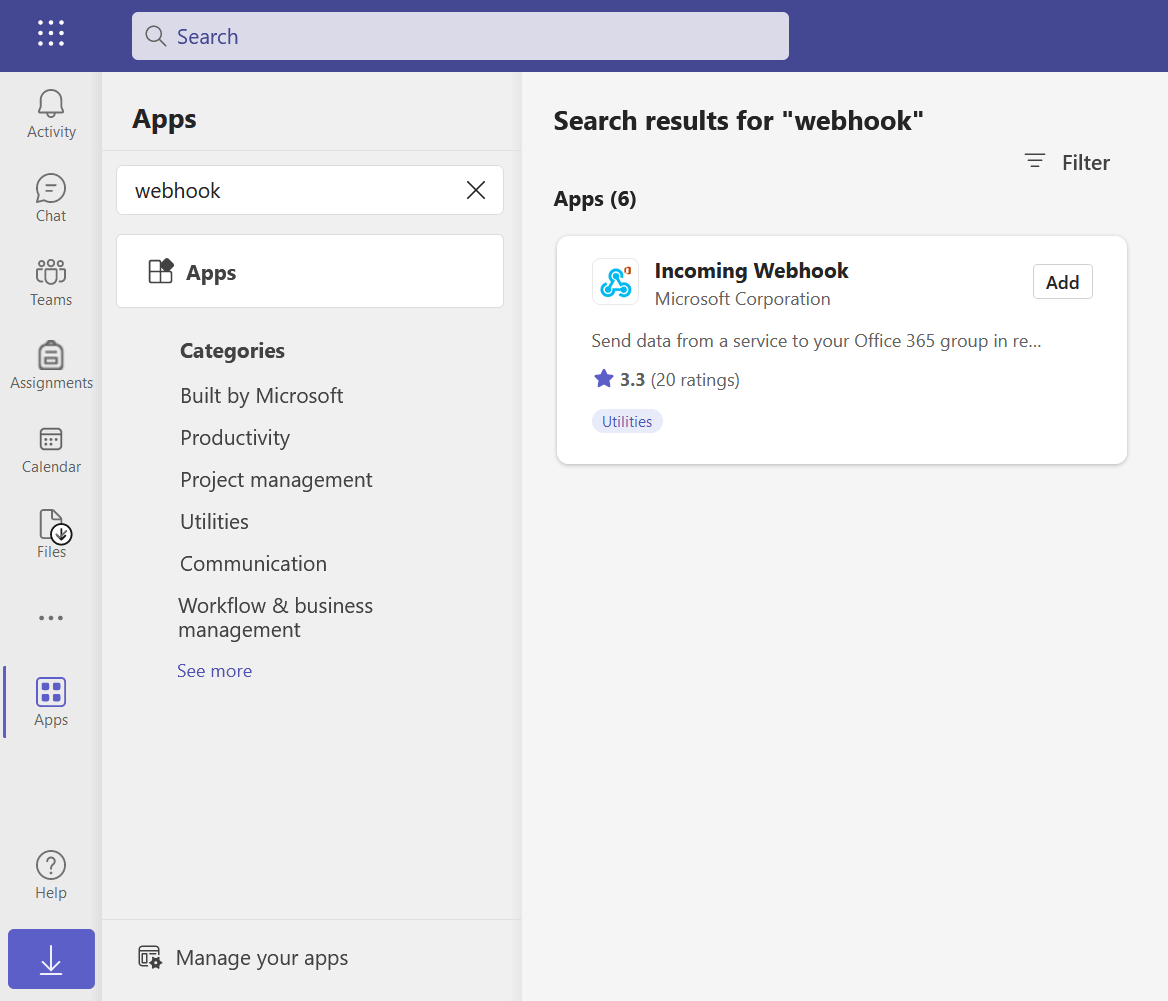 Search
Activity
Chat
Teams
Assignments
Calendar
Files
Apps
Help
Apps
webhook
Apps
Categories
Built by Microsoft
Productivity
Project management
Utilities
Communication
Workflow & business
management
See more
Manage your apps
Search results for "webhook"
Filter
Apps (6)
Incoming Webhook
Microsoft Corporation
Add
Send data from a service to your Office 365 group in re...
3.3 (20 ratings)
Utilities